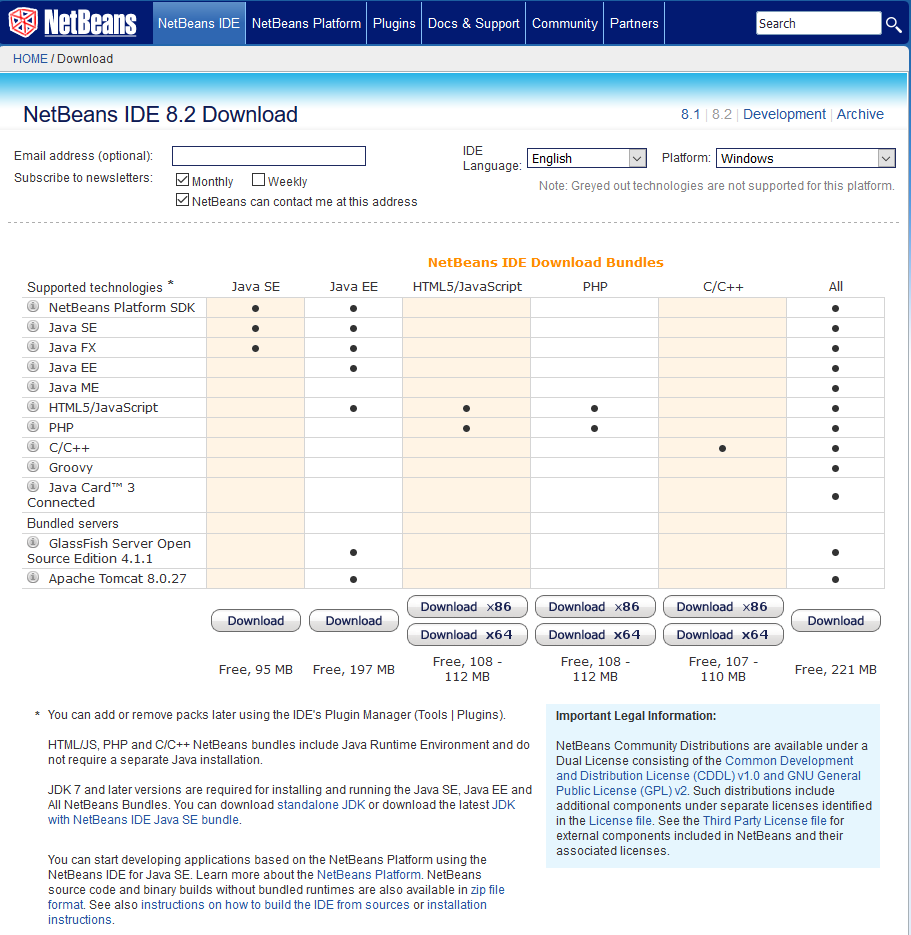 NetBeans
NetBeans IDE
NetBeans Platform
Plugins
Docs & Support
Community
Partners
Search
HOME / Download
NetBeans IDE 8.2 Download
8.1 | 8.2 | Development | Archive
Email address (optional):
IDE
Language:
English
Platform:
Windows
Subscribe to newsletters:
Monthly
Weekly
Note: Greyed out technologies are not supported for this platform.
NetBeans can contact me at this address
NetBeans IDE Download Bundles
Supported technologies *
Java SE
Java EE
HTML5/JavaScript
PHP
C/C++
All
NetBeans Platform SDK
Java SE
Java FX
Java EE
Java ME
HTML5/JavaScript
PHP
C/C++
Groovy
Java Card™ 3
Connected
Bundled servers
GlassFish Server Open
Source Edition 4.1.1
Apache Tomcat 8.0.27
Download
Download
Download x86
Download x64
Download x86
Download x64
Download x86
Download x64
Download
Free, 95 MB
Free, 197 MB
Free, 108 -
112 MB
Free, 108 -
112 MB
Free, 107 -
110 MB
Free, 221 MB
* You can add or remove packs later using the IDE's Plugin Manager (Tools | Plugins).
HTML/JS, PHP and C/C++ NetBeans bundles include Java Runtime Environment and do
not require a separate Java installation.
JDK 7 and later versions are required for installing and running the Java SE, Java EE and
All NetBeans Bundles. You can download standalone JDK or download the latest JDK
with NetBeans IDE Java SE bundle.
You can start developing applications based on the NetBeans Platform using the
NetBeans IDE for Java SE. Learn more about the NetBeans Platform. NetBeans
source code and binary builds without bundled runtimes are also available in zip file
format. See also instructions on how to build the IDE from sources or installation
instructions.
Important Legal Information:
NetBeans Community Distributions are available under a
Dual License consisting of the Common Development
and Distribution License (CDDL) v1.0 and GNU General
Public License (GPL) v2. Such distributions include
additional components under separate licenses identified
in the License file. See the Third Party License file for
external components included in NetBeans and their
associated licenses.